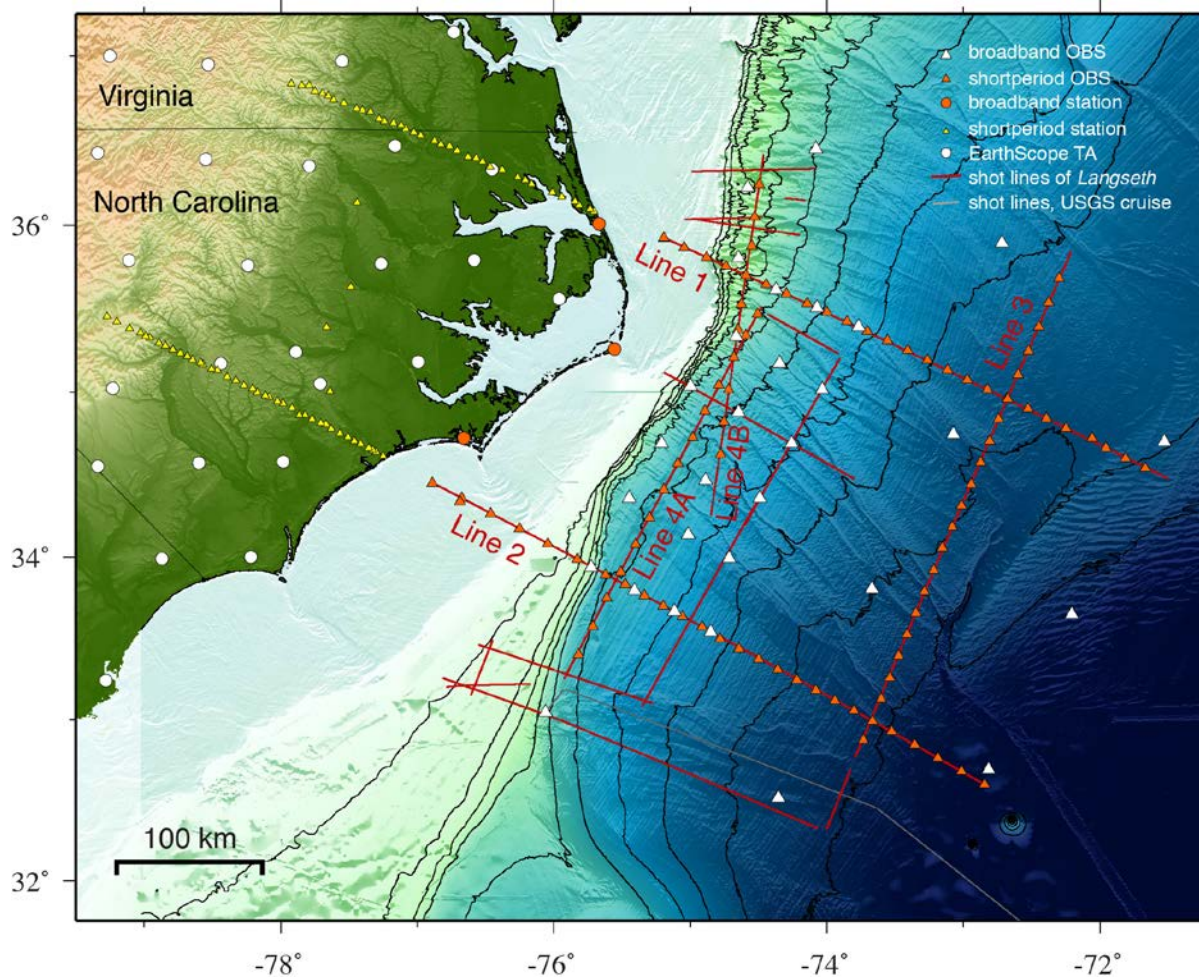 broadband OBS
shortperiod OBS
broadband station
shortperiod station
EarthScope TA
shot lines of Langseth
shot lines, USGS cruise
Virginia
North Carolina
Line 1
Line 2
Line 3
Line 4A
Line 4B
100 km
36˚
34˚
32˚
-78˚
-76˚
-74˚
-72˚